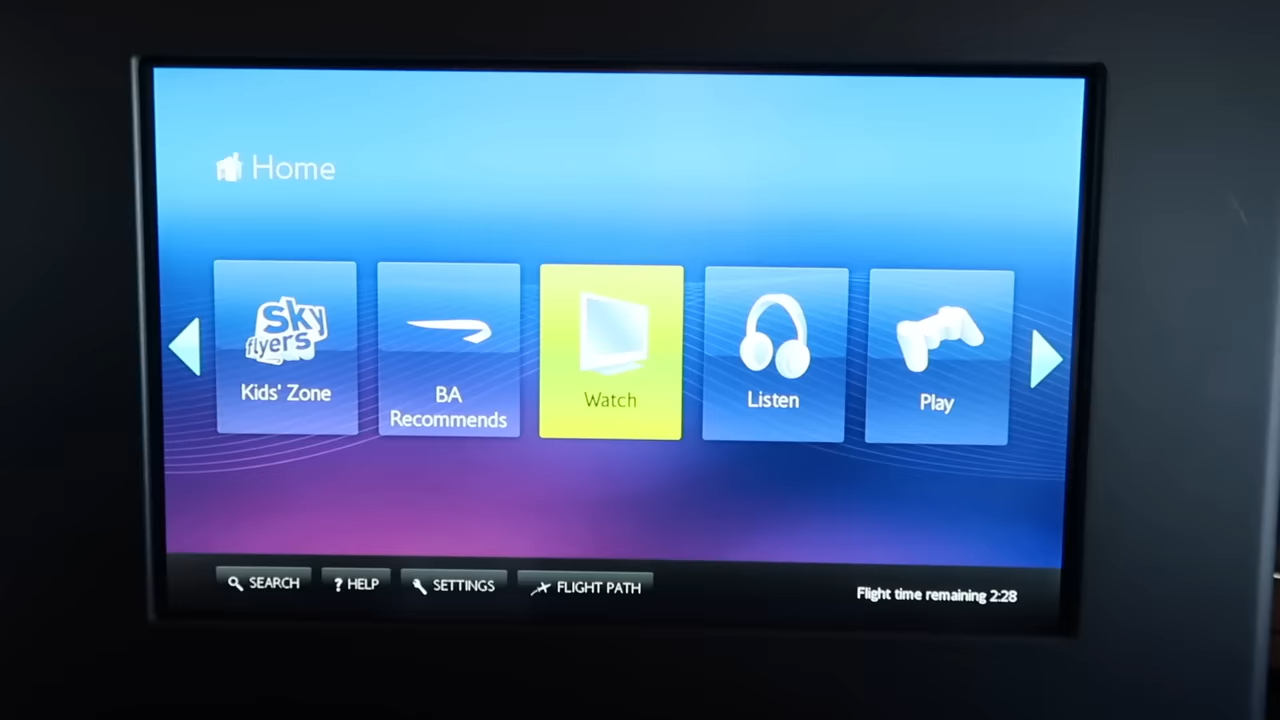 Home
Sky
flyers
Kids' Zone
BA
Recommends
Watch
Listen
Play
SEARCH
? HELP
SETTINGS
FLIGHT PATH
Flight time remaining 2:28